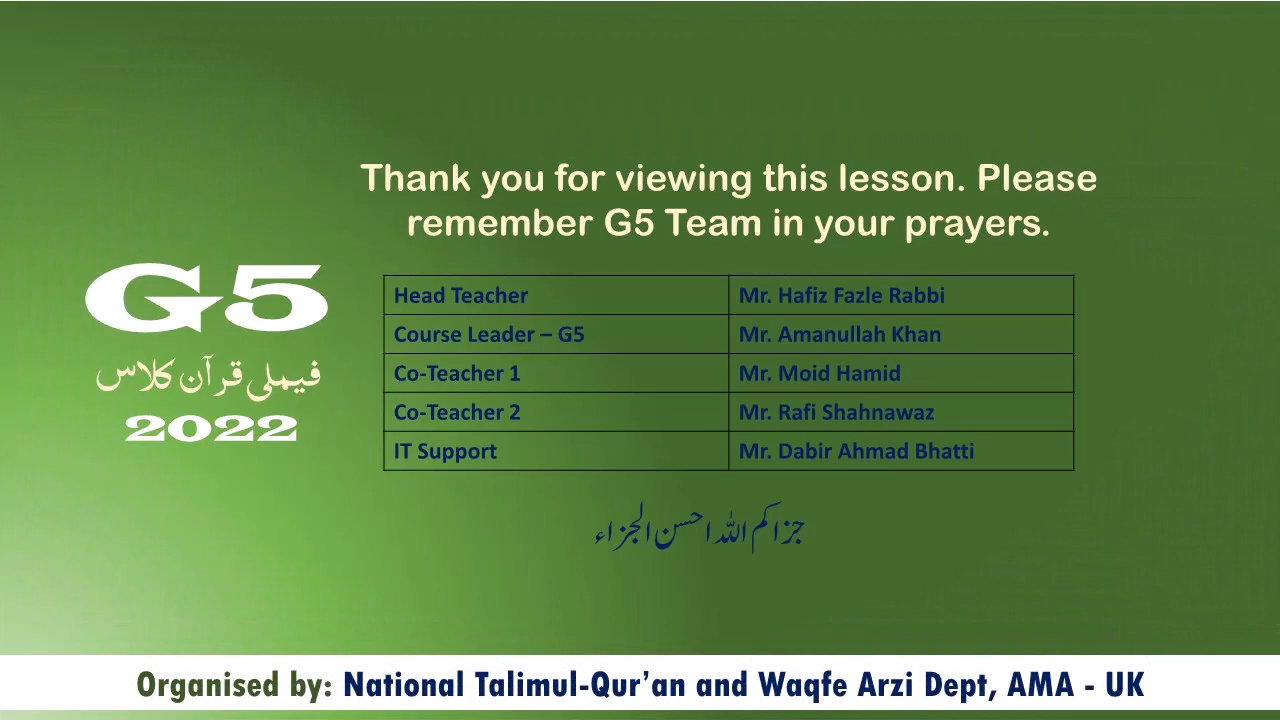 Thank you for viewing this lesson. Please
remember G5 Team in your prayers.
G5
فیملی قرآن کلاس
2022
Head Teacher Mr. Hafiz Fazle Rabbi
Course Leader – G5 Mr. Amanullah Khan
Co-Teacher 1 Mr. Moid Hamid
Co-Teacher 2 Mr. Rafi Shahnawaz
IT Support Mr. Dabir Ahmad Bhatti
جزاکم اللہ احسن الجزاء
Organised by: National Talimul-Qur’an and Waqfe Arzi Dept, AMA - UK